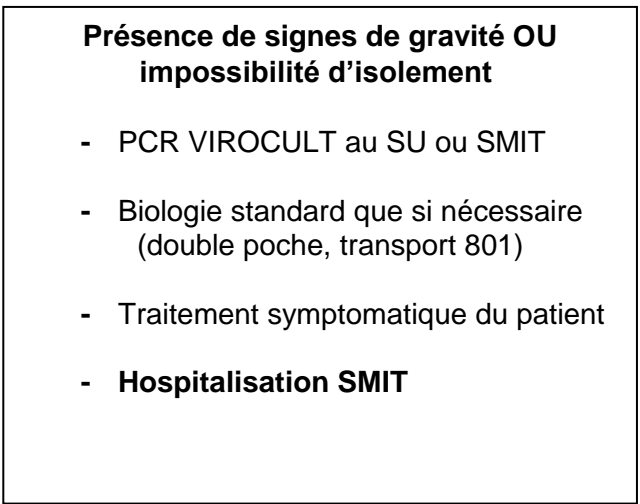 Présence de signes de gravité OU
impossibilité d'isolement
- PCR VIROCULT au SU ou SMIT
- Biologie standard que si nécessaire
(double poche, transport 801)
- Traitement symptomatique du patient
- Hospitalisation SMIT